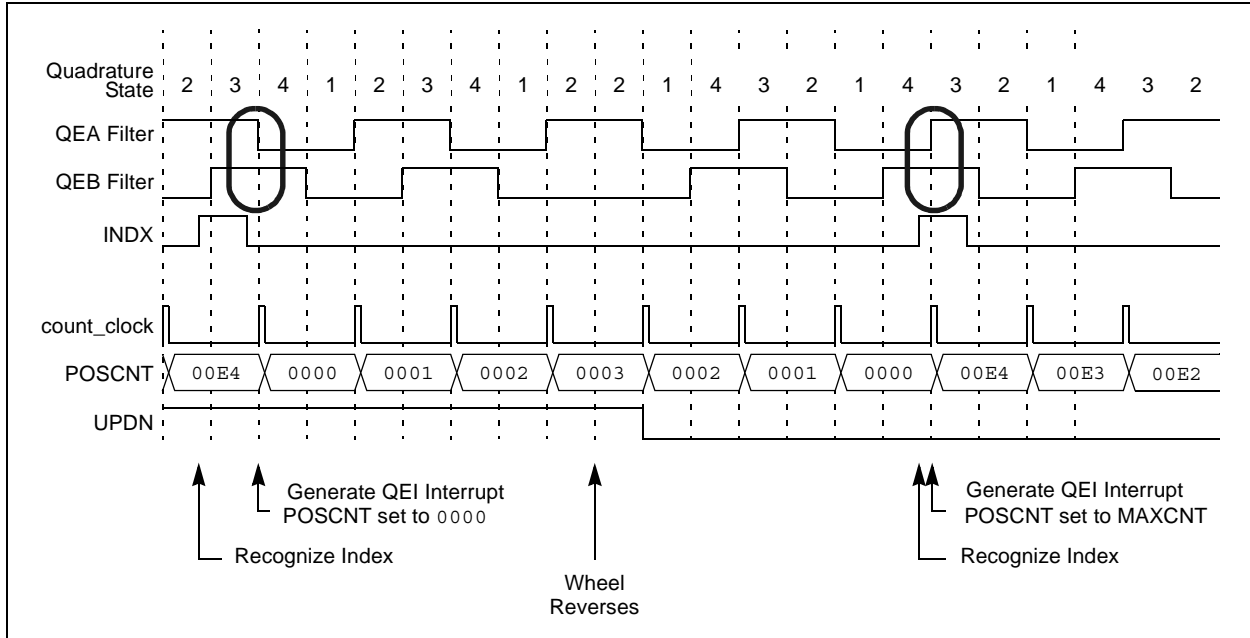 Quadrature
State 2 3 4 1 2 3 4 1 2 2 1 4 3 2 1 4 3 2 1 4 3 2
QEA Filter
QEB Filter
INDX
count_clock
POSCNT 00E4 0000 0001 0002 0003 0002 0001 0000 00E4 00E3 00E2
UPDN
Generate QEI Interrupt
POSCNT set to 0000
Recognize Index
Wheel
Reverses
Generate QEI Interrupt
POSCNT set to MAXCNT
Recognize Index